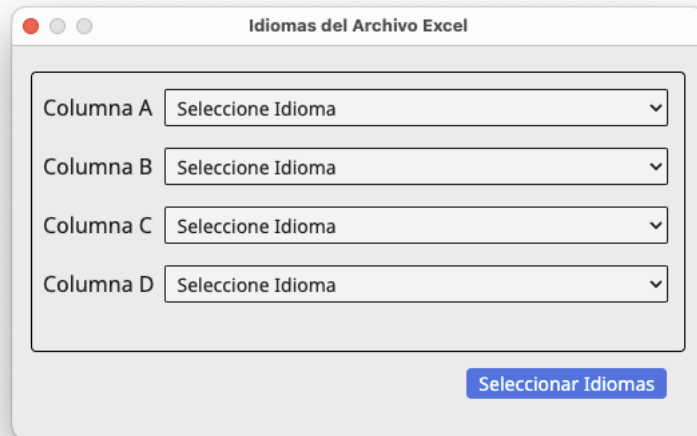 Idiomas del Archivo Excel
Columna A Seleccione Idioma
Columna B Seleccione Idioma
Columna C Seleccione Idioma
Columna D Seleccione Idioma
Seleccionar Idiomas